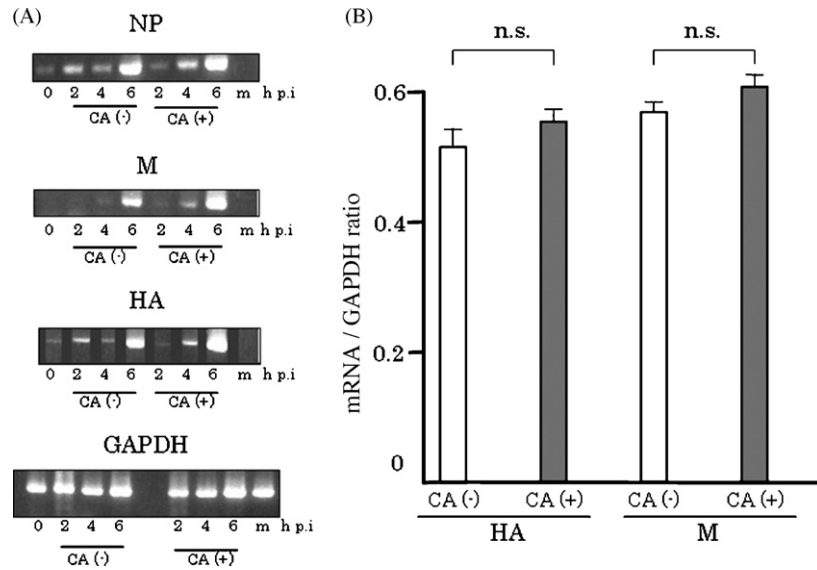 (A)
NP
0 2 4 6 2 4 6 m h p.i
CA (-) CA (+)
M
0 2 4 6 2 4 6 m h p.i
CA (-) CA (+)
HA
0 2 4 6 2 4 6 m h p.i
CA (-) CA (+)
GAPDH
0 2 4 6 2 4 6 m h p.i
CA (-) CA (+)
(B)
n.s. n.s.
mRNA / GAPDH ratio
0.6
0.4
0.2
0
CA (-) CA (+) CA (-) CA (+)
HA M